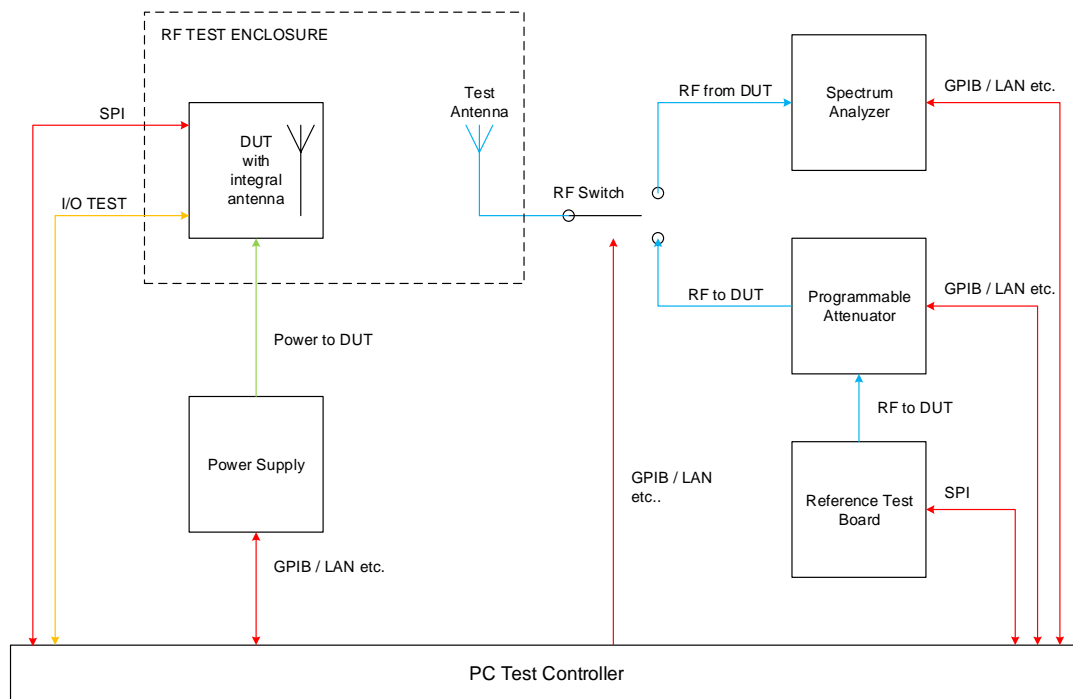 RF TEST ENCLOSURE
SPI
DUT
with
integral
antenna
I/O TEST
Test
Antenna
RF Switch
RF from DUT
Spectrum
Analyzer
GPIB / LAN etc.
RF to DUT
Programmable
Attenuator
GPIB / LAN etc.
Power to DUT
RF to DUT
Power Supply
GPIB / LAN
etc..
Reference Test
Board
SPI
GPIB / LAN etc.
PC Test Controller